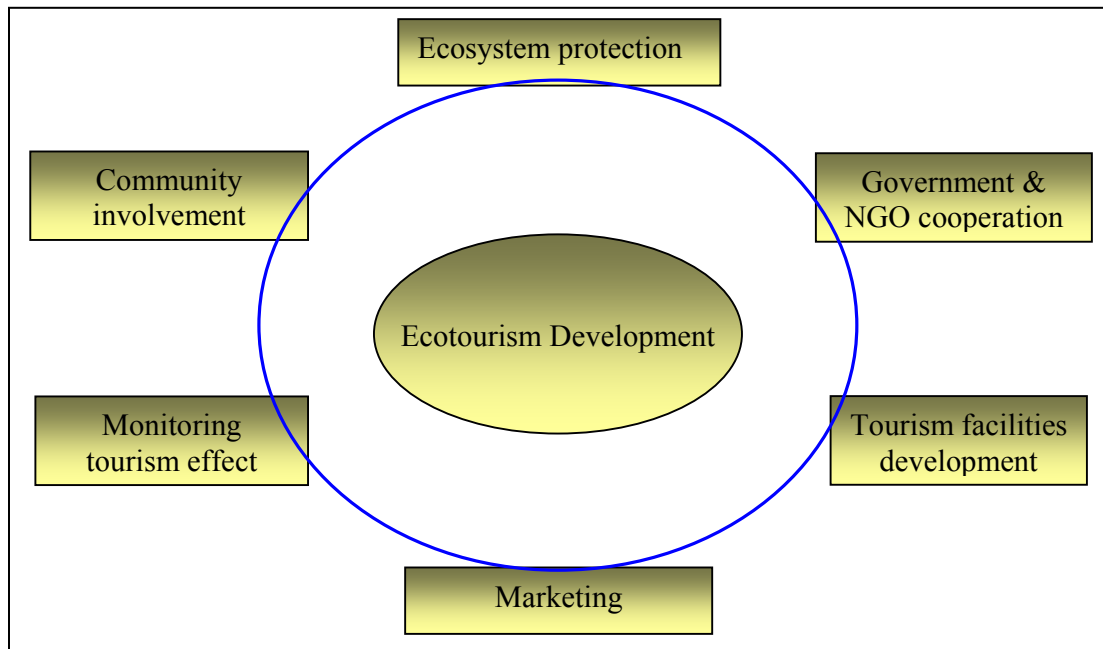 Ecosystem protection
Community
involvement
Government &
NGO cooperation
Ecotourism Development
Monitoring
tourism effect
Tourism facilities
development
Marketing